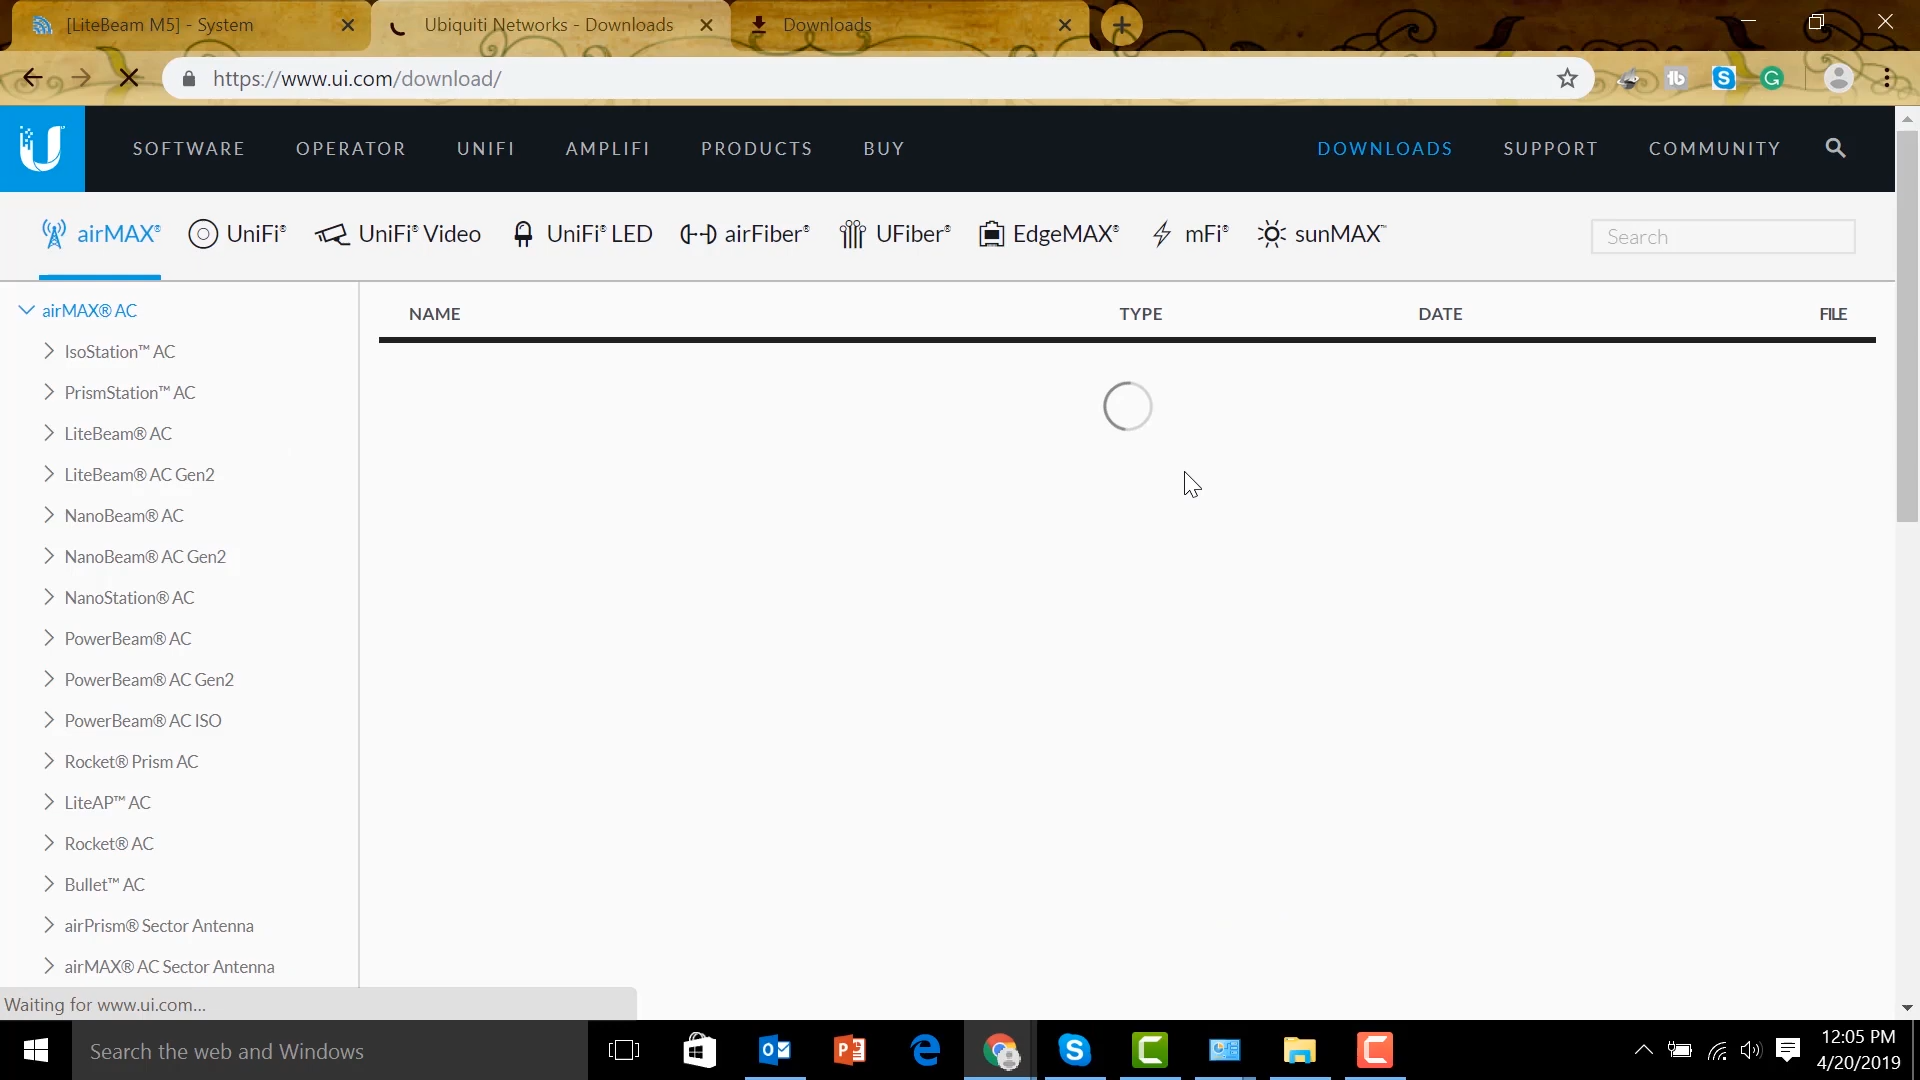 [LiteBeam M5] - System
Ubiquiti Networks - Downloads
Downloads
https://www.ui.com/download/
SOFTWARE OPERATOR UNIFI AMPLIFI PRODUCTS BUY DOWNLOADS SUPPORT COMMUNITY
airMAX® UniFi® UniFi® Video UniFi® LED airFiber® UFiber® EdgeMAX® mFi® sunMAX™ Search
NAME TYPE DATE FILE
airMAX® AC
IsoStation™ AC
PrismStation™ AC
LiteBeam® AC
LiteBeam® AC Gen2
NanoBeam® AC
NanoBeam® AC Gen2
NanoStation® AC
PowerBeam® AC
PowerBeam® AC Gen2
PowerBeam® AC ISO
Rocket® Prism AC
LiteAP™ AC
Rocket® AC
Bullet™ AC
airPrism® Sector Antenna
airMAX® AC Sector Antenna
Waiting for www.ui.com...
Search the web and Windows
12:05 PM
4/20/2019